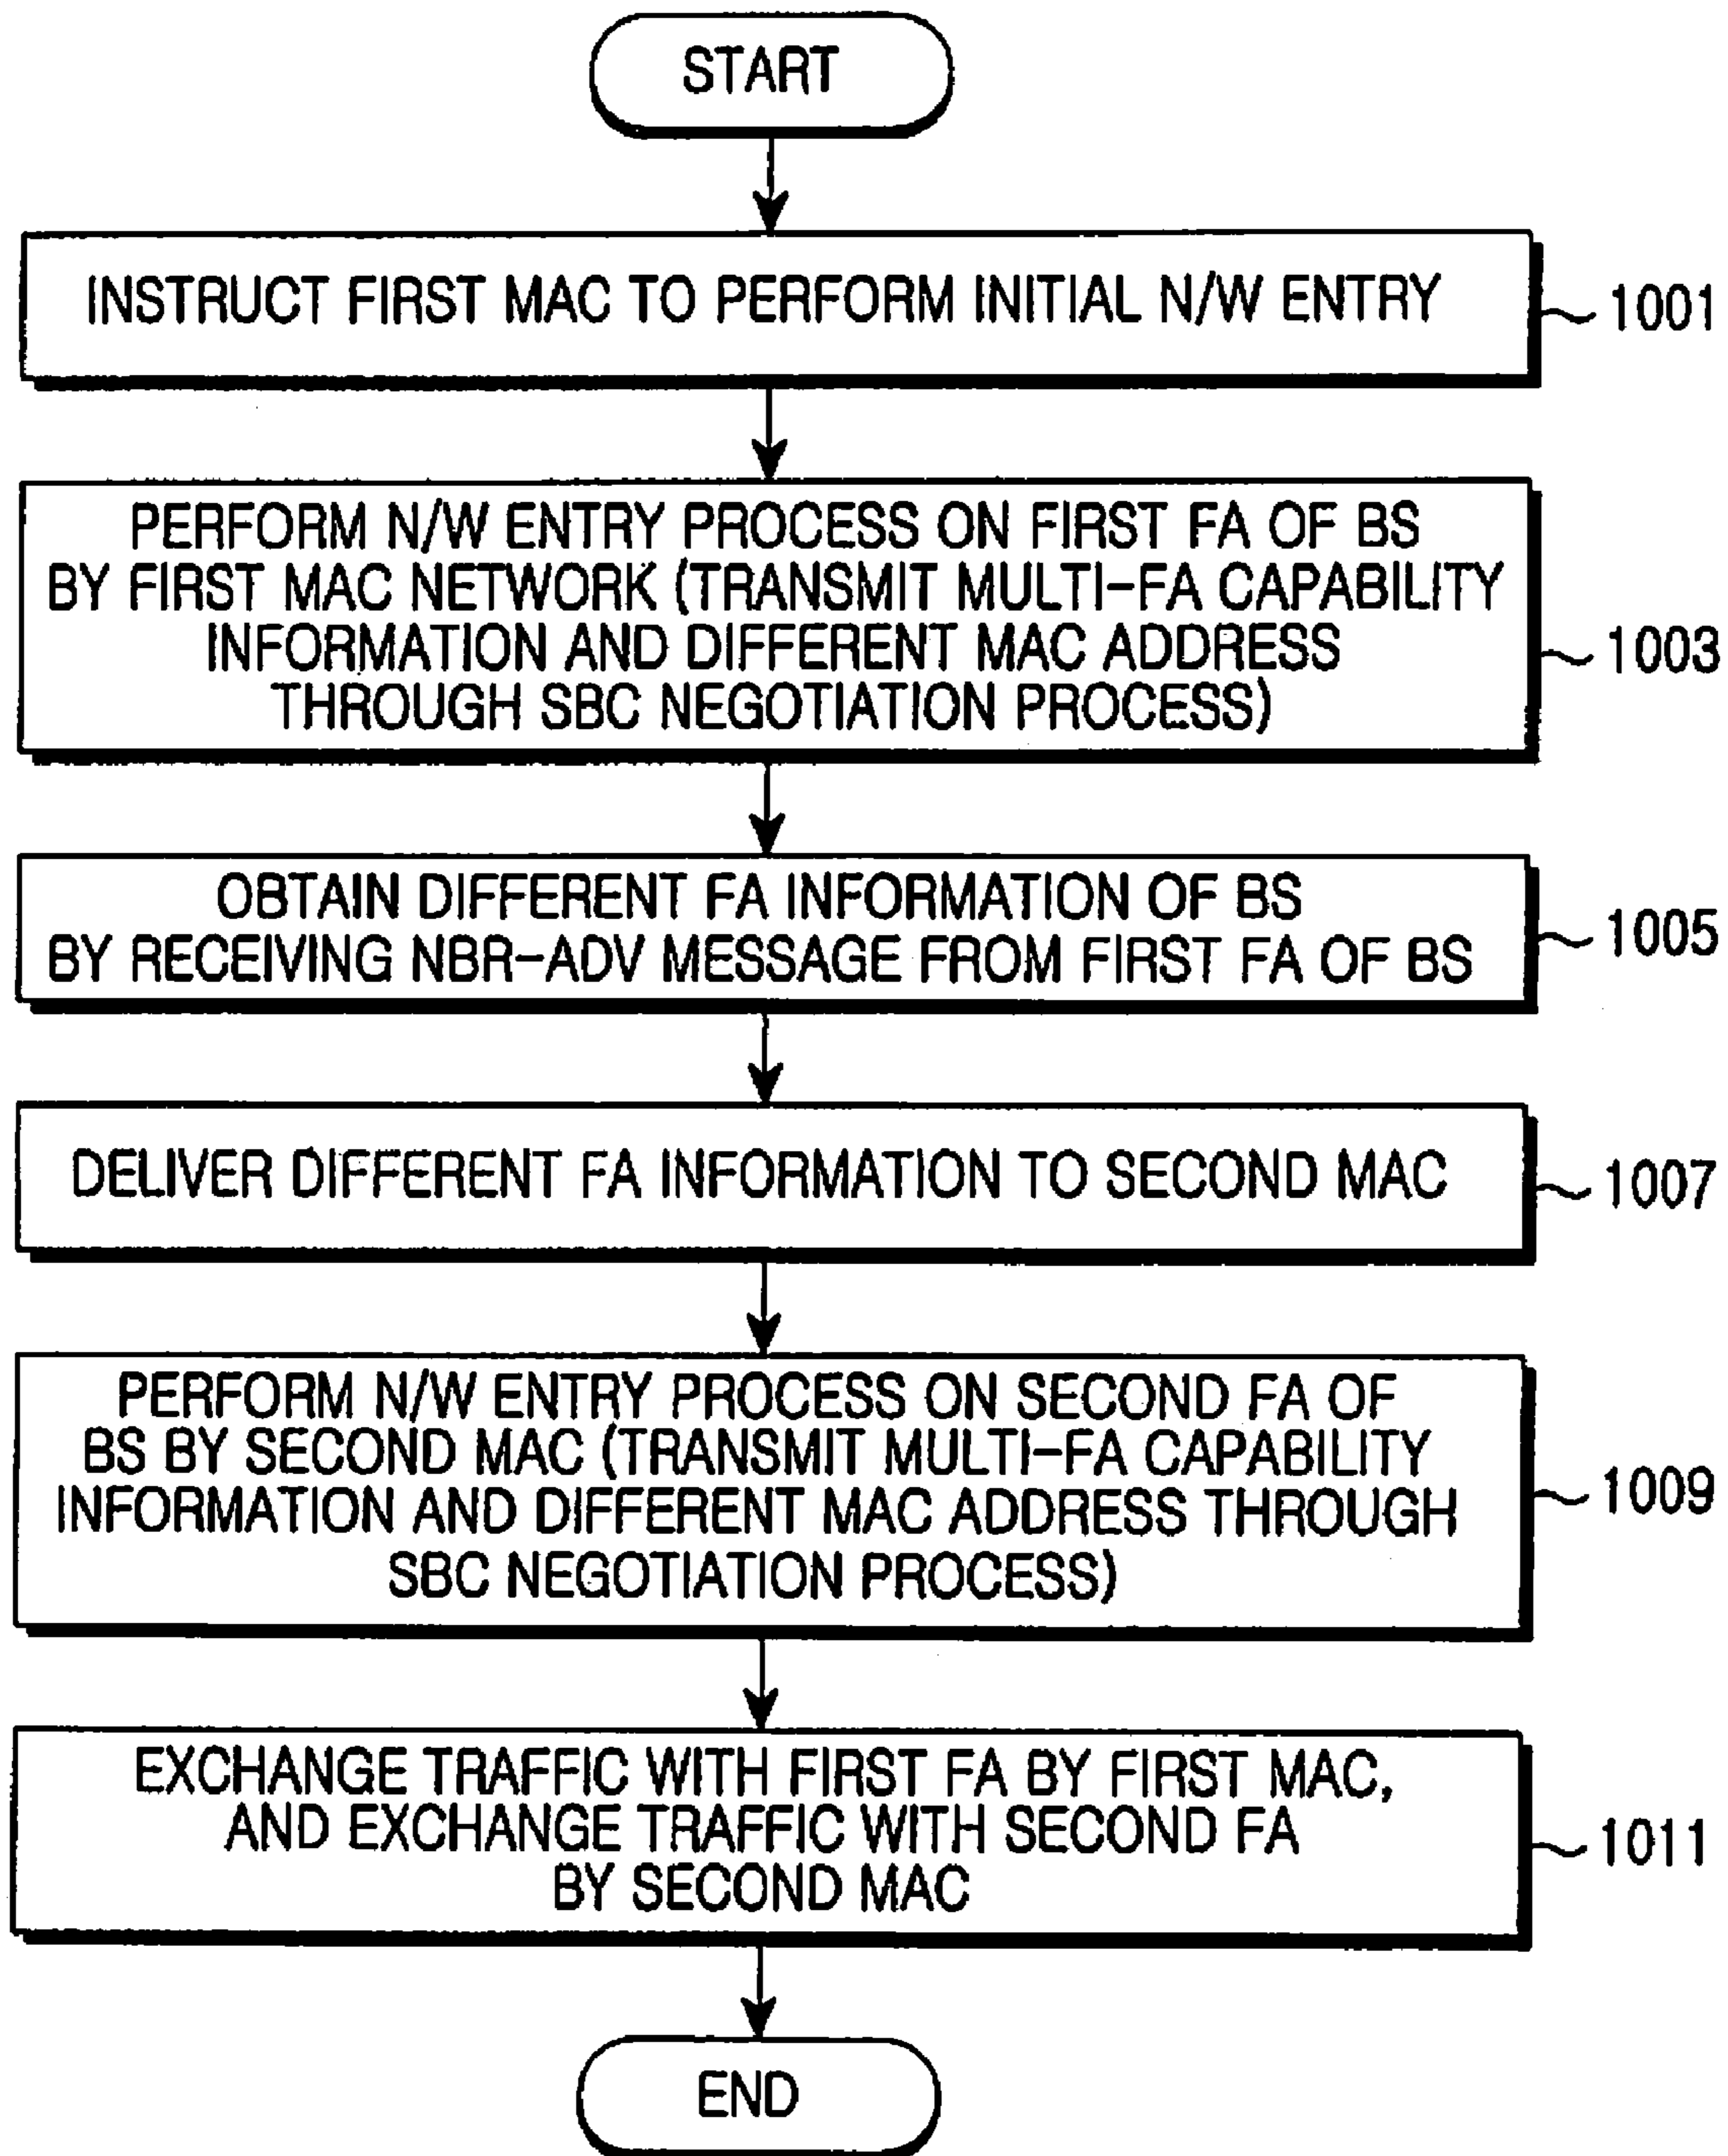 START
INSTRUCT FIRST MAC TO PERFORM INITIAL N/W ENTRY
1001
PERFORM N/W ENTRY PROCESS ON FIRST FA OF BS
BY FIRST MAC NETWORK (TRANSMIT MULTI-FA CAPABILITY
INFORMATION AND DIFFERENT MAC ADDRESS
THROUGH SBC NEGOTIATION PROCESS)
1003
OBTAIN DIFFERENT FA INFORMATION OF BS
BY RECEIVING NBR-ADV MESSAGE FROM FIRST FA OF BS
1005
DELIVER DIFFERENT FA INFORMATION TO SECOND MAC
1007
PERFORM N/W ENTRY PROCESS ON SECOND FA OF
BS BY SECOND MAC (TRANSMIT MULTI-FA CAPABILITY
INFORMATION AND DIFFERENT MAC ADDRESS THROUGH
SBC NEGOTIATION PROCESS)
1009
EXCHANGE TRAFFIC WITH FIRST FA BY FIRST MAC,
AND EXCHANGE TRAFFIC WITH SECOND FA
BY SECOND MAC
1011
END